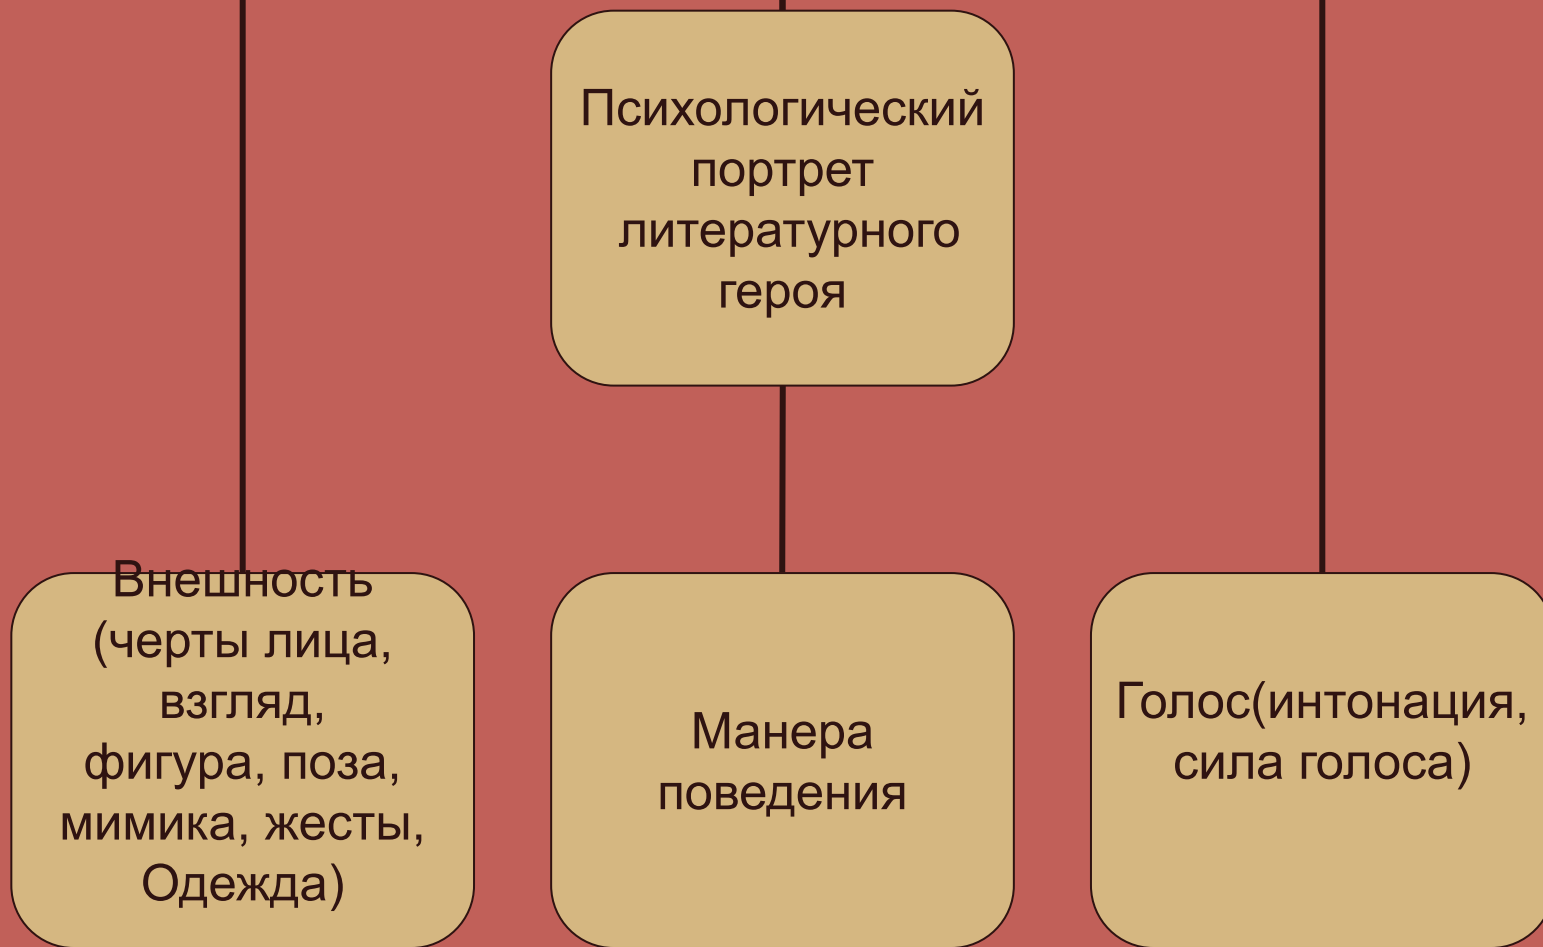 Психологический
портрет
литературного
героя
Внешность
(черты лица,
взгляд,
фигура, поза,
мимика, жесты,
Одежда)
Манера
поведения
Голос(интонация,
сила голоса)